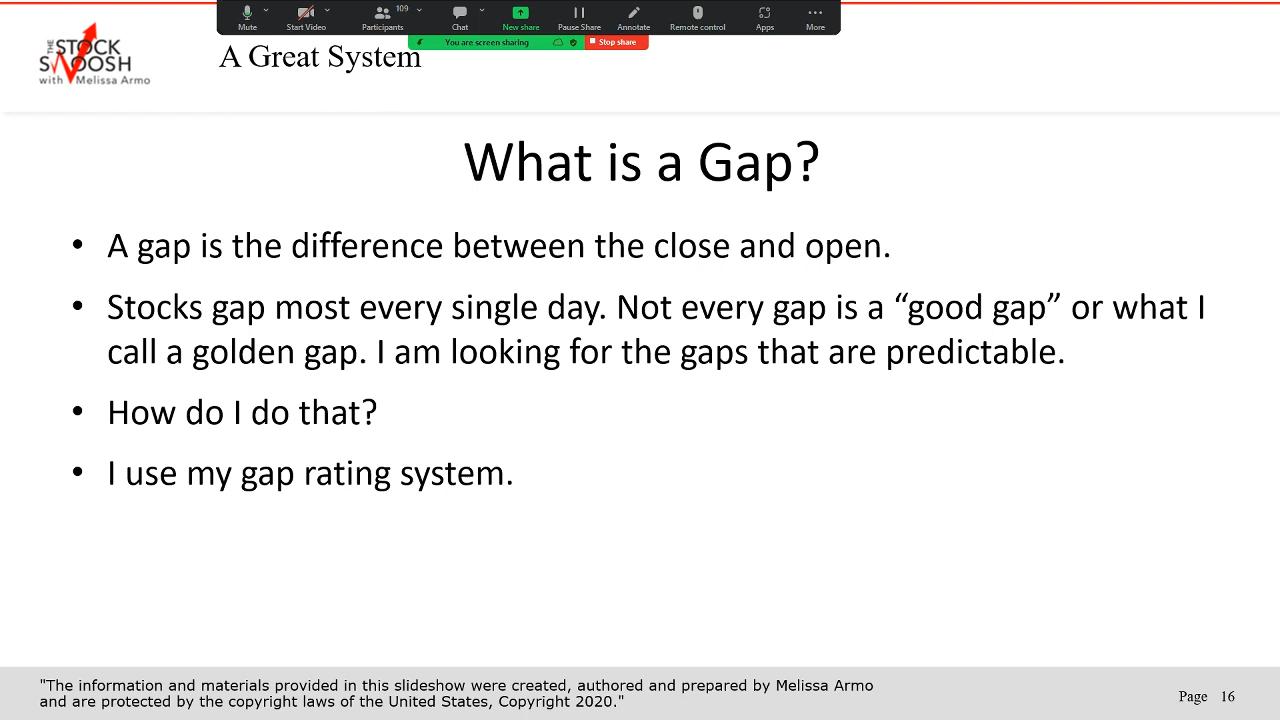 Mute
Start Video
109
Participants
Chat
New share
Pause Share
Annotate
Remote control
Apps
More
You are screen sharing
Stop share
THE STOCK
SWOOSH
with Melissa Armo
A Great System
What is a Gap?
• A gap is the difference between the close and open.
• Stocks gap most every single day. Not every gap is a “good gap” or what I
call a golden gap. I am looking for the gaps that are predictable.
• How do I do that?
• I use my gap rating system.
"The information and materials provided in this slideshow were created, authored and prepared by Melissa Armo
and are protected by the copyright laws of the United States, Copyright 2020."
Page 16